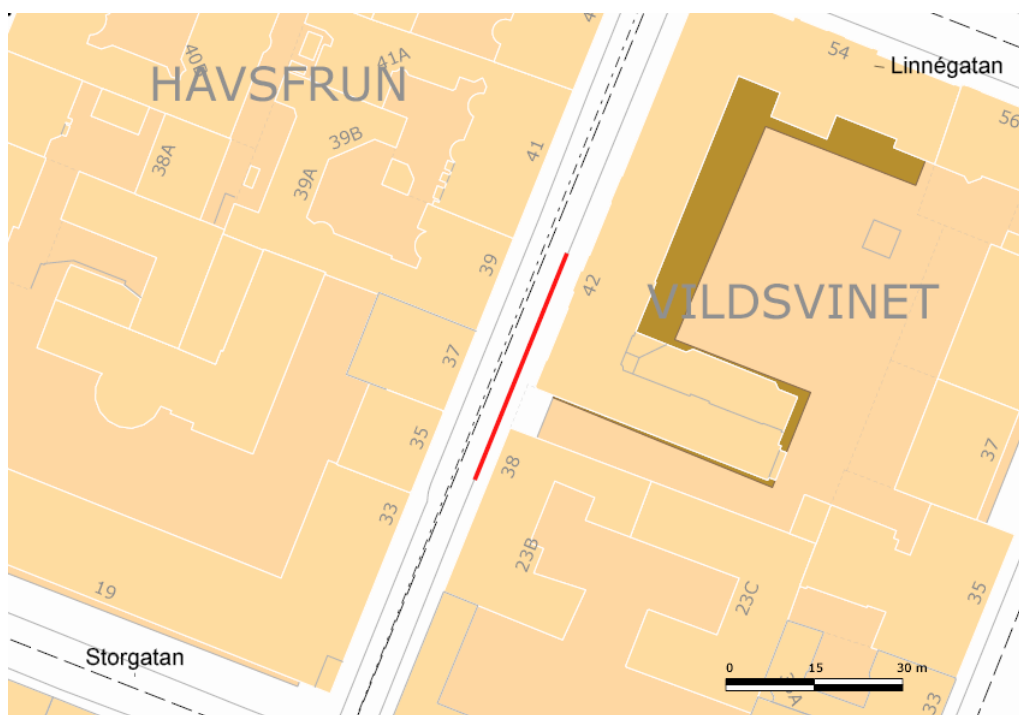 54
Linnégatan
41A
HAVSFRUN
56
39B
41
38A
39A
39
42
VILDSVINET
37
35
37
38
33
23B
19
23C
35
Storgatan
0 15 30 m
33